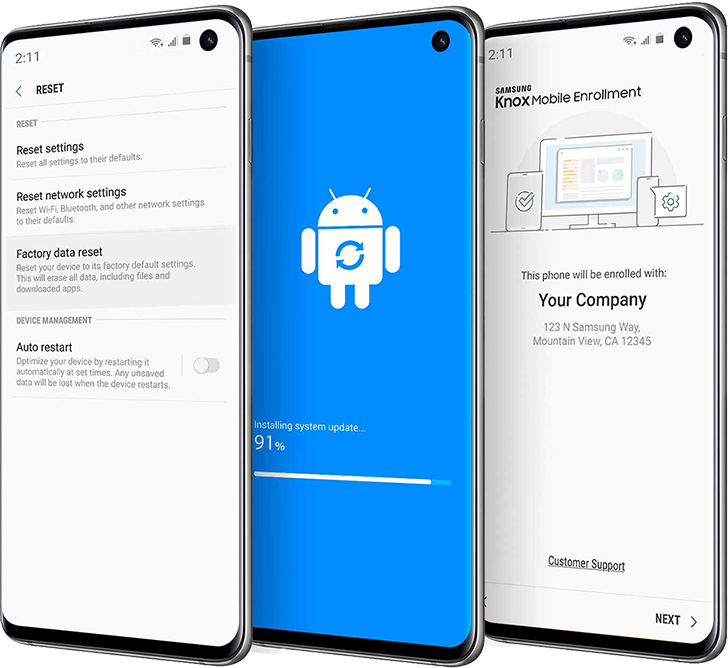 2:11
RESET
RESET
Reset settings
Reset all settings to their defaults.
Reset network settings
Reset Wi-Fi, Bluetooth, and other network settings
to their defaults.
Factory data reset
Reset your device to its factory default settings.
This will erase all data, including files and
downloaded apps.
DEVICE MANAGEMENT
Auto restart
Optimize your device by restarting it
automatically at set times. Any unsaved
data will be lost when the device restarts.
Installing system update...
91%
2:11
SAMSUNG
Knox Mobile Enrollment
This phone will be enrolled with:
Your Company
123 N Samsung Way,
Mountain View, CA 12345
Customer Support
NEXT